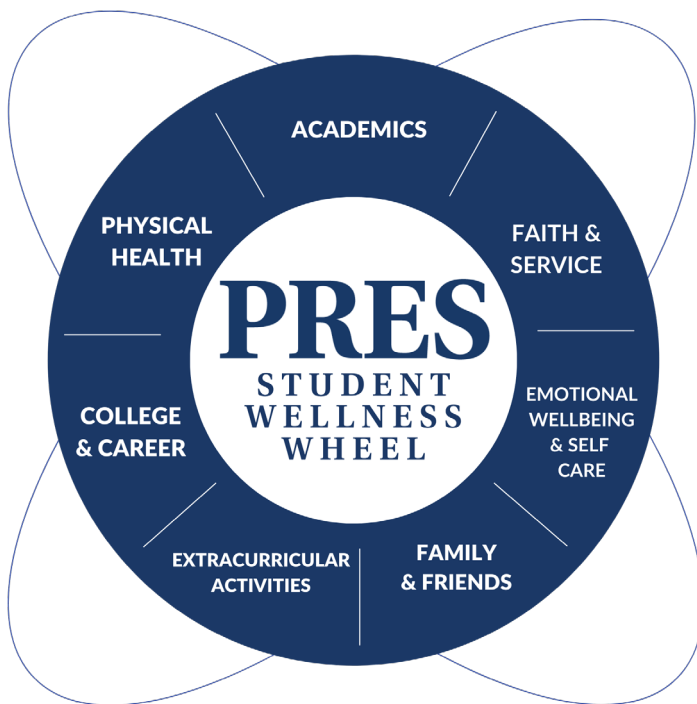 ACADEMICS
FAITH &
SERVICE
EMOTIONAL
WELLBEING
& SELF
CARE
FAMILY
& FRIENDS
EXTRACURRICULAR
ACTIVITIES
COLLEGE
& CAREER
PHYSICAL
HEALTH
PRES
STUDENT
WELLNESS
WHEEL